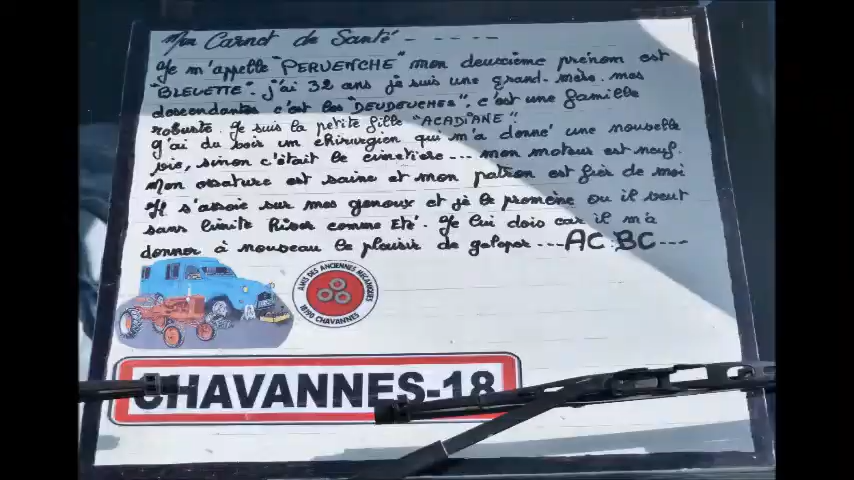 Mon Carnet de Santé - - - - -
Je m'appelle "PERVENCHE" mon deuxième prénom est
"BLEUETTE". j'ai 32 ans je suis une grand-mère. mes
descendantes c'est les "DEUDEUCHES". c'est une famille
robuste. Je suis la petite fille "ACADIANE".
J'ai du voir un chirurgien qui m'a donné une nouvelle
vie, sinon c'était le cimetière --- mon moteur est neuf.
Mon ossature est saine et mon patron est fier de moi
Il s'assoie sur mes genoux et je le promène ou il veut
sans limite Hiver comme Eté. Je lui dois car il m'a
donner à nouveau le plaisir de galoper ---AC BC---
AMIS DES ANCIENNES MECANIQUES
18190 CHAVANNES
CHAVANNES-18